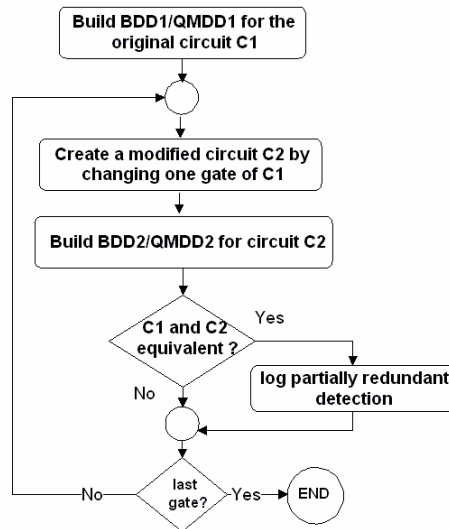 Build BDD1/QMDD1 for the
original circuit C1
Create a modified circuit C2 by
changing one gate of C1
Build BDD2/QMDD2 for circuit C2
C1 and C2
equivalent ?
Yes
No
log partially redundant
detection
last
gate?
No
Yes
END